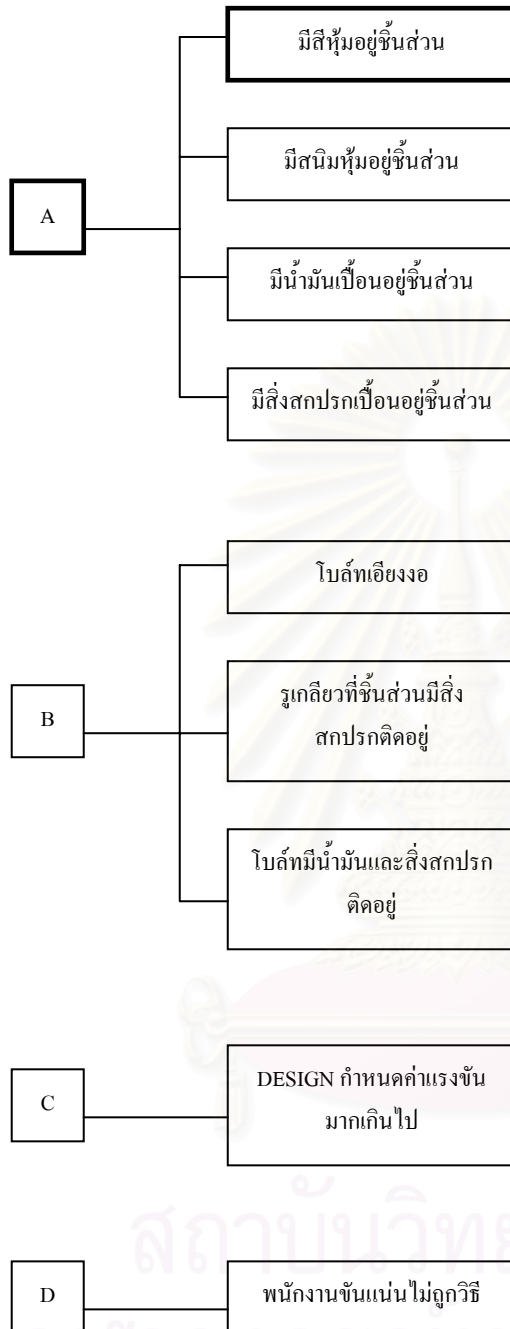 มีสีหุ้มอยู่ชิ้นส่วน
มีสนิมหุ้มอยู่ชิ้นส่วน
A
มีน้ำมันเปื้อนอยู่ชิ้นส่วน
มีสิ่งสกปรกเปื้อนอยู่ชิ้นส่วน
โบล์ทเอียงงอ
B
รูเกลียวที่ชิ้นส่วนมีสิ่ง
สกปรกติดอยู่
โบล์ทมีน้ำมันและสิ่งสกปรก
ติดอยู่
C
DESIGN กำหนดค่าแรงขัน
มากเกินไป
สถาบันวิทย
D
พนักงานขันแน่นไม่ถูกวิธี